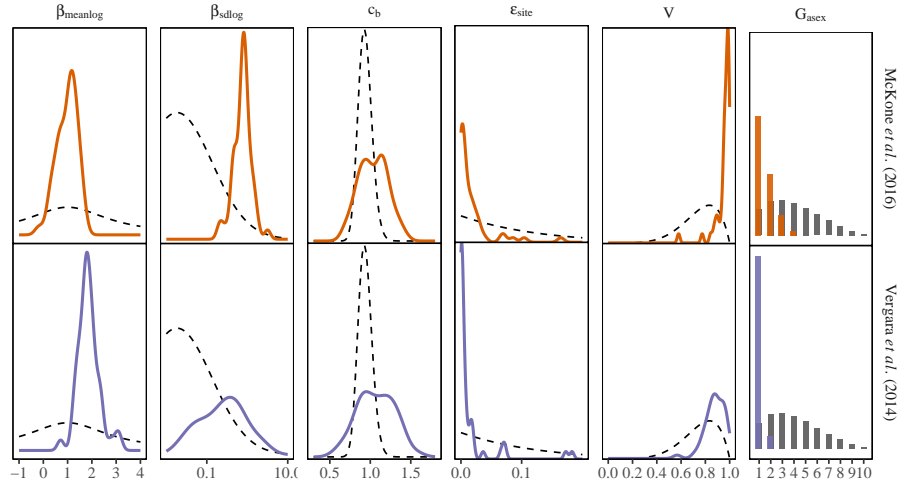 βmeanlog βsdlog cb εsite V Gasex
McKone et al. (2016)
Vergara et al. (2014)
−1 0 1 2 3 4 0.1 10.0 0.5 1.0 1.5 0.0 0.1 0.0 0.2 0.4 0.6 0.8 1.0 1 2 3 4 5 6 7 8 9 10